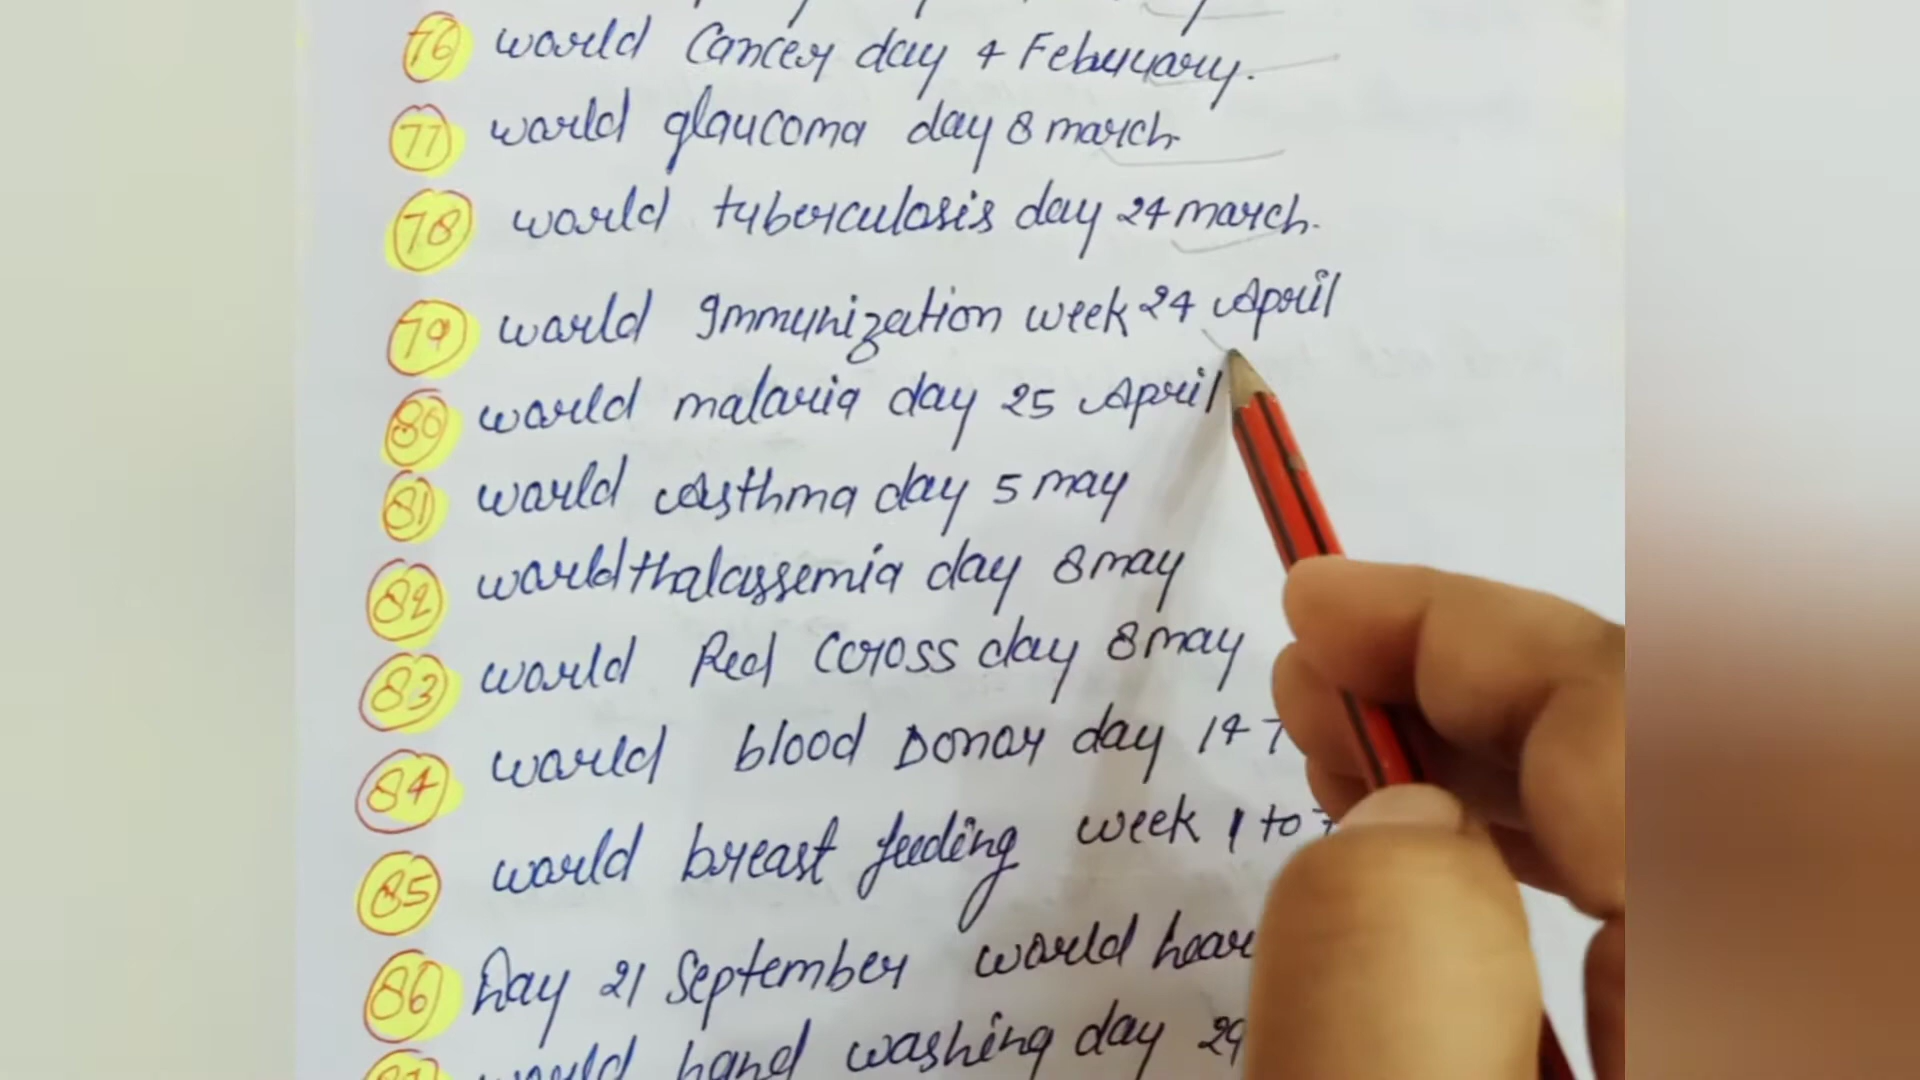 76 world Cancer day 4 February.
77 world glaucoma day 8 march
78 world tuberculosis day 24 march.
79 world Immunization week 24 April
80 world malaria day 25 April
81 world Asthma day 5 may
82 world thalassemia day 8 may
83 world Red Cross day 8 may
84 world blood Donor day 14
85 world breast feeding week 1 to 7
86 Day 21 September world hear
world hand washing day 29